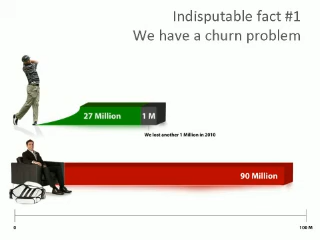 Indisputable fact #1
We have a churn problem
27 Million
1 M
We lost another 1 Million in 2010
90 Million
0
100 M